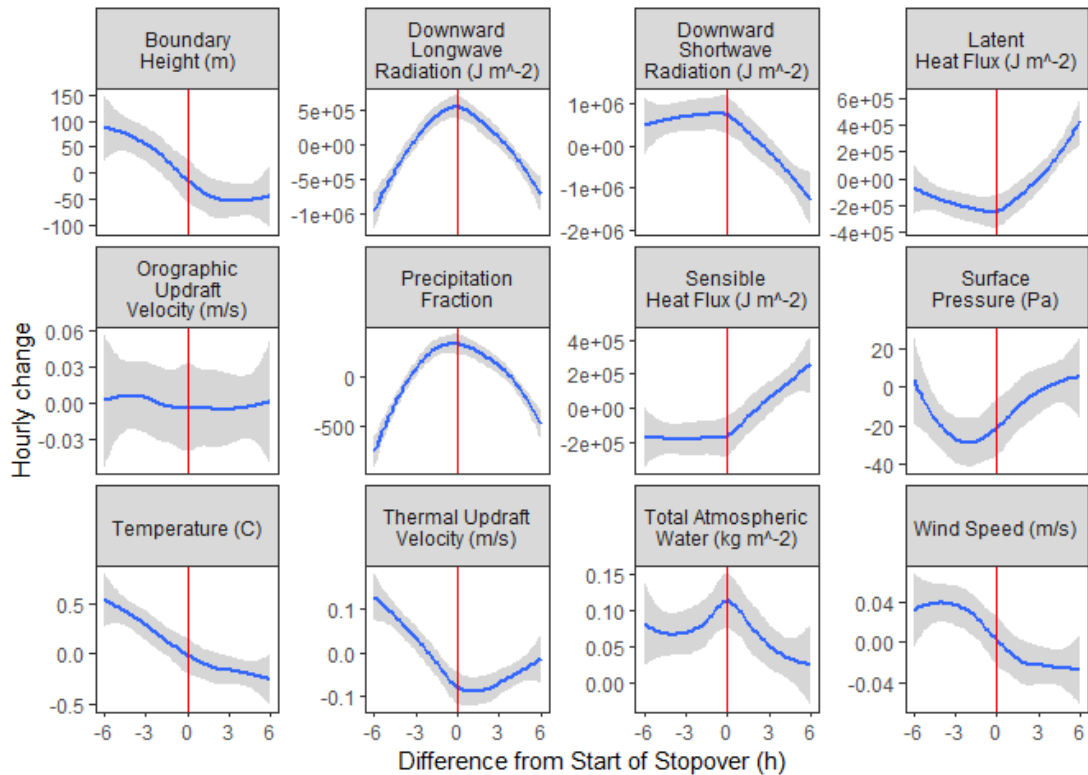 Boundary
Height (m)
150
100
50
0
-50
-100
Downward
Longwave
Radiation (J m^-2)
5e+05
0e+00
-5e+05
-1e+06
Downward
Shortwave
Radiation (J m^-2)
1e+06
0e+00
-1e+06
-2e+06
Latent
Heat Flux (J m^-2)
6e+05
4e+05
2e+05
0e+00
-2e+05
-4e+05
Orographic
Updraft
Velocity (m/s)
0.06
0.03
0.00
-0.03
Precipitation
Fraction
0
-500
Sensible
Heat Flux (J m^-2)
4e+05
2e+05
0e+00
-2e+05
Surface
Pressure (Pa)
20
0
-20
-40
Temperature (C)
0.5
0.0
-0.5
-6 -3 0 3 6
Thermal Updraft
Velocity (m/s)
0.1
0.0
-0.1
-6 -3 0 3 6
Total Atmospheric
Water (kg m^-2)
0.15
0.10
0.05
0.00
-6 -3 0 3 6
Wind Speed (m/s)
0.04
0.00
-0.04
-6 -3 0 3 6
Hourly change
Difference from Start of Stopover (h)